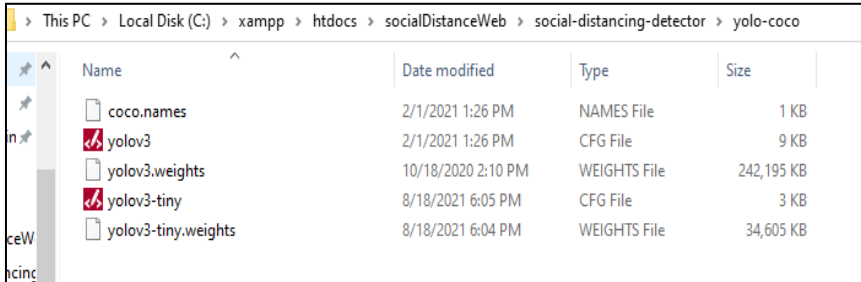 This PC > Local Disk (C:) > xampp > htdocs > socialDistanceWeb > social-distancing-detector > yolo-coco
Name Date modified Type Size
coco.names 2/1/2021 1:26 PM NAMES File 1 KB
in yolov3 2/1/2021 1:26 PM CFG File 9 KB
yolov3.weights 10/18/2020 2:10 PM WEIGHTS File 242,195 KB
yolov3-tiny 8/18/2021 6:05 PM CFG File 3 KB
ceW yolov3-tiny.weights 8/18/2021 6:04 PM WEIGHTS File 34,605 KB
ncing